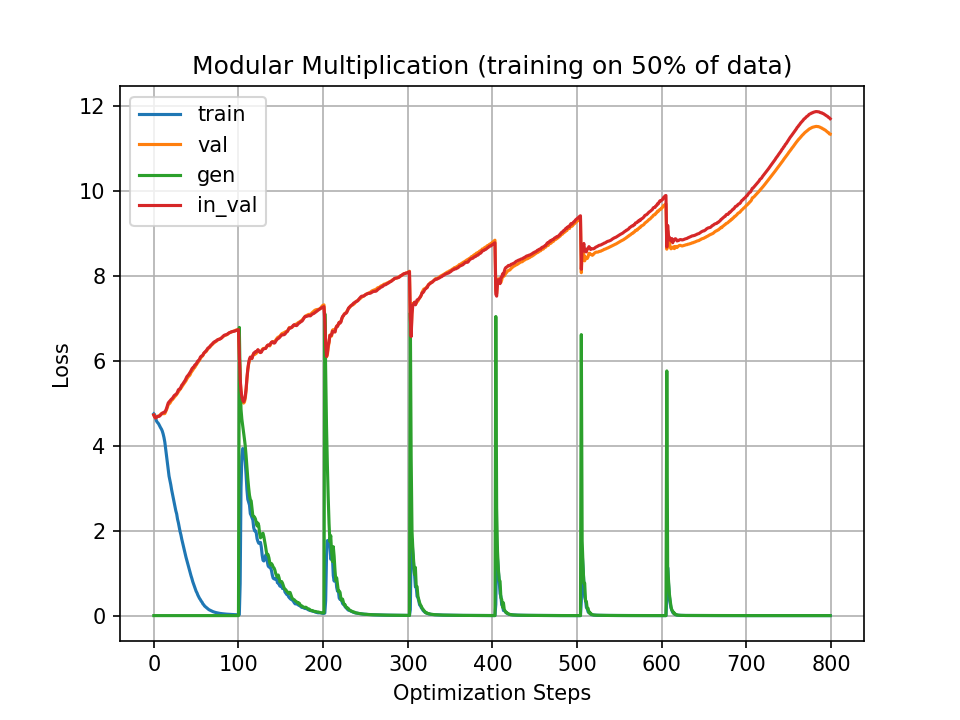 Modular Multiplication (training on 50% of data)
train
val
gen
in_val
12
10
8
6
4
2
0
Loss
0 100 200 300 400 500 600 700 800
Optimization Steps